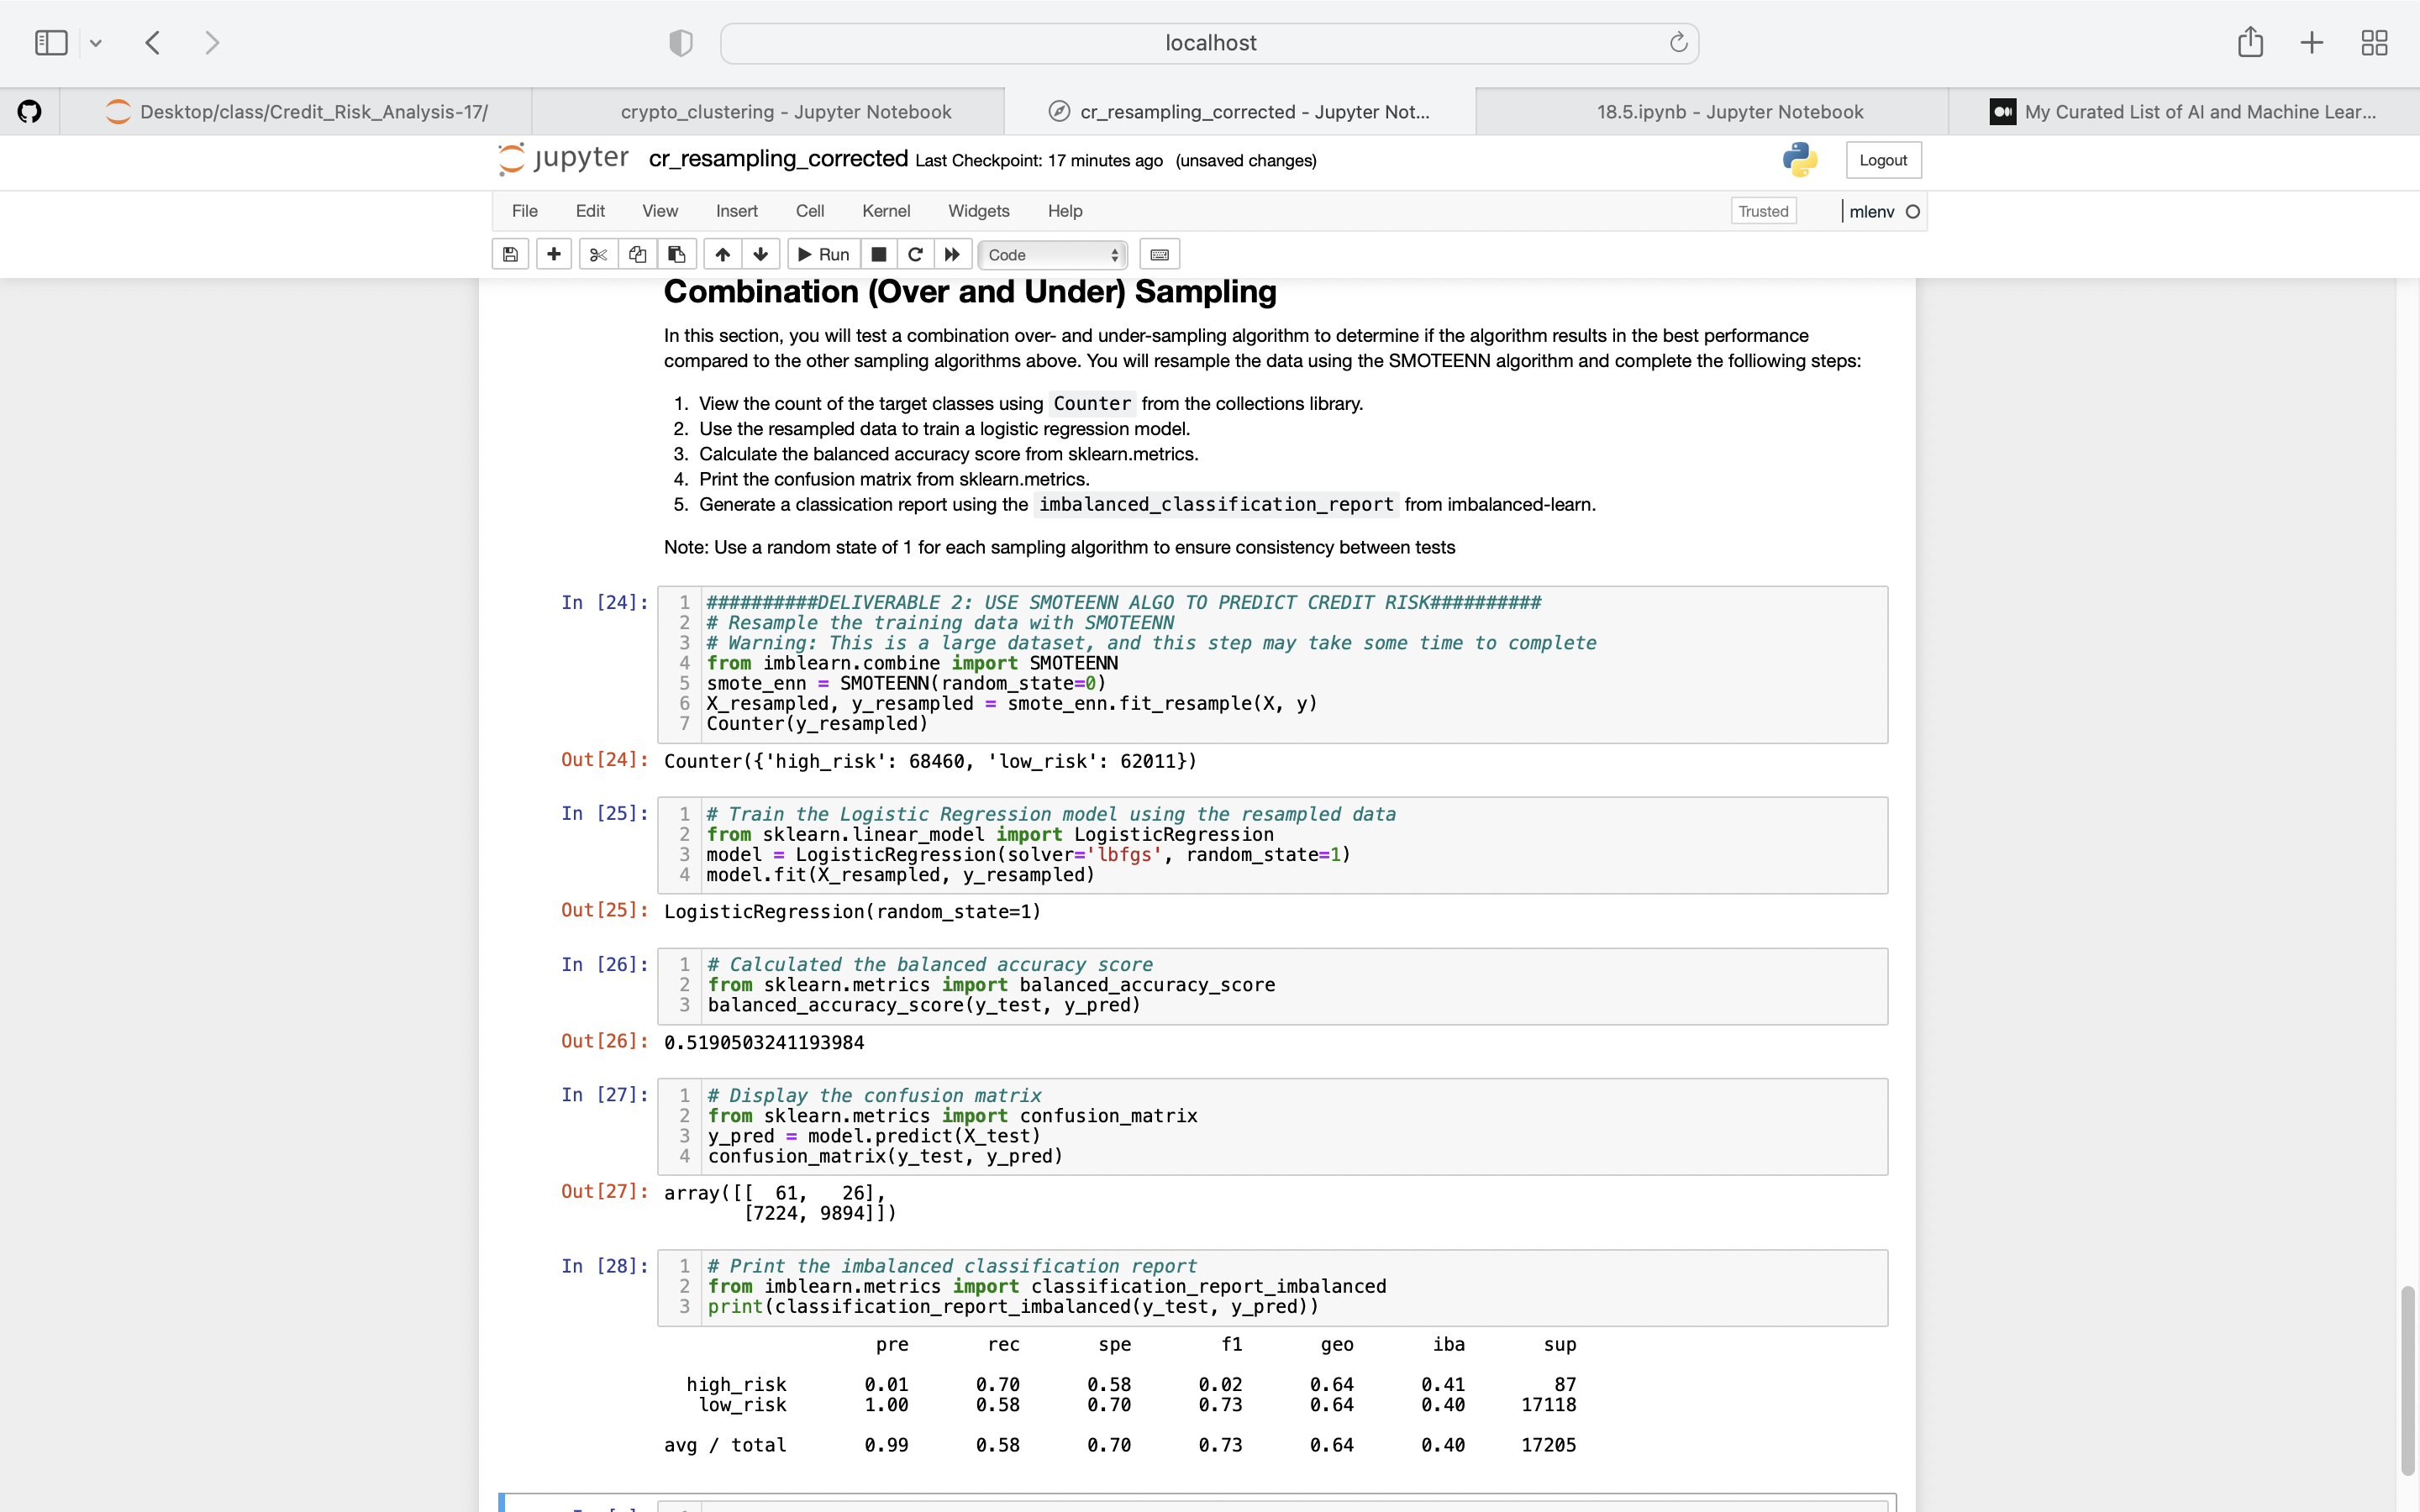 localhost
Desktop/class/Credit_Risk_Analysis-17/
crypto_clustering - Jupyter Notebook
cr_resampling_corrected - Jupyter Not...
18.5.ipynb - Jupyter Notebook
My Curated List of AI and Machine Lear...
jupyter cr_resampling_corrected Last Checkpoint: 17 minutes ago (unsaved changes)
Logout
File Edit View Insert Cell Kernel Widgets Help
Trusted
mlenv
Run
Code
Combination (Over and Under) Sampling
In this section, you will test a combination over- and under-sampling algorithm to determine if the algorithm results in the best performance
compared to the other sampling algorithms above. You will resample the data using the SMOTEENN algorithm and complete the folliowing steps:
1. View the count of the target classes using Counter from the collections library.
2. Use the resampled data to train a logistic regression model.
3. Calculate the balanced accuracy score from sklearn.metrics.
4. Print the confusion matrix from sklearn.metrics.
5. Generate a classication report using the imbalanced_classification_report from imbalanced-learn.
Note: Use a random state of 1 for each sampling algorithm to ensure consistency between tests
In [24]:
1 ##########DELIVERABLE 2: USE SMOTEENN ALGO TO PREDICT CREDIT RISK##########
2 # Resample the training data with SMOTEENN
3 # Warning: This is a large dataset, and this step may take some time to complete
4 from imblearn.combine import SMOTEENN
5 smote_enn = SMOTEENN(random_state=0)
6 X_resampled, y_resampled = smote_enn.fit_resample(X, y)
7 Counter(y_resampled)
Out[24]: Counter({'high_risk': 68460, 'low_risk': 62011})
In [25]:
1 # Train the Logistic Regression model using the resampled data
2 from sklearn.linear_model import LogisticRegression
3 model = LogisticRegression(solver='lbfgs', random_state=1)
4 model.fit(X_resampled, y_resampled)
Out[25]: LogisticRegression(random_state=1)
In [26]:
1 # Calculated the balanced accuracy score
2 from sklearn.metrics import balanced_accuracy_score
3 balanced_accuracy_score(y_test, y_pred)
Out[26]: 0.5190503241193984
In [27]:
1 # Display the confusion matrix
2 from sklearn.metrics import confusion_matrix
3 y_pred = model.predict(X_test)
4 confusion_matrix(y_test, y_pred)
Out[27]: array([[  61,   26],
       [7224, 9894]])
In [28]:
1 # Print the imbalanced classification report
2 from imblearn.metrics import classification_report_imbalanced
3 print(classification_report_imbalanced(y_test, y_pred))
pre rec spe f1 geo iba sup
high_risk 0.01 0.70 0.58 0.02 0.64 0.41 87
low_risk 1.00 0.58 0.70 0.73 0.64 0.40 17118
avg / total 0.99 0.58 0.70 0.73 0.64 0.40 17205